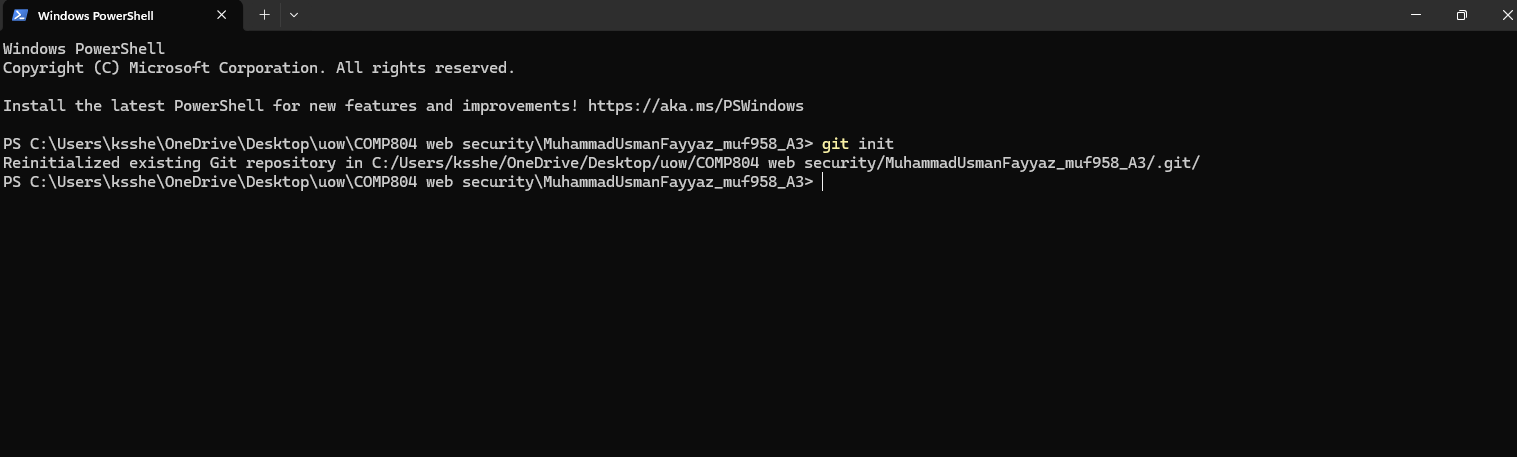 Windows PowerShell
Windows PowerShell
Copyright (C) Microsoft Corporation. All rights reserved.
Install the latest PowerShell for new features and improvements! https://aka.ms/PSWindows
PS C:\Users\ksshe\OneDrive\Desktop\uow\COMP804 web security\MuhammadUsmanFayyaz_muf958_A3> git init
Reinitialized existing Git repository in C:/Users/ksshe/OneDrive/Desktop/uow/COMP804 web security/MuhammadUsmanFayyaz_muf958_A3/.git/
PS C:\Users\ksshe\OneDrive\Desktop\uow\COMP804 web security\MuhammadUsmanFayyaz_muf958_A3>